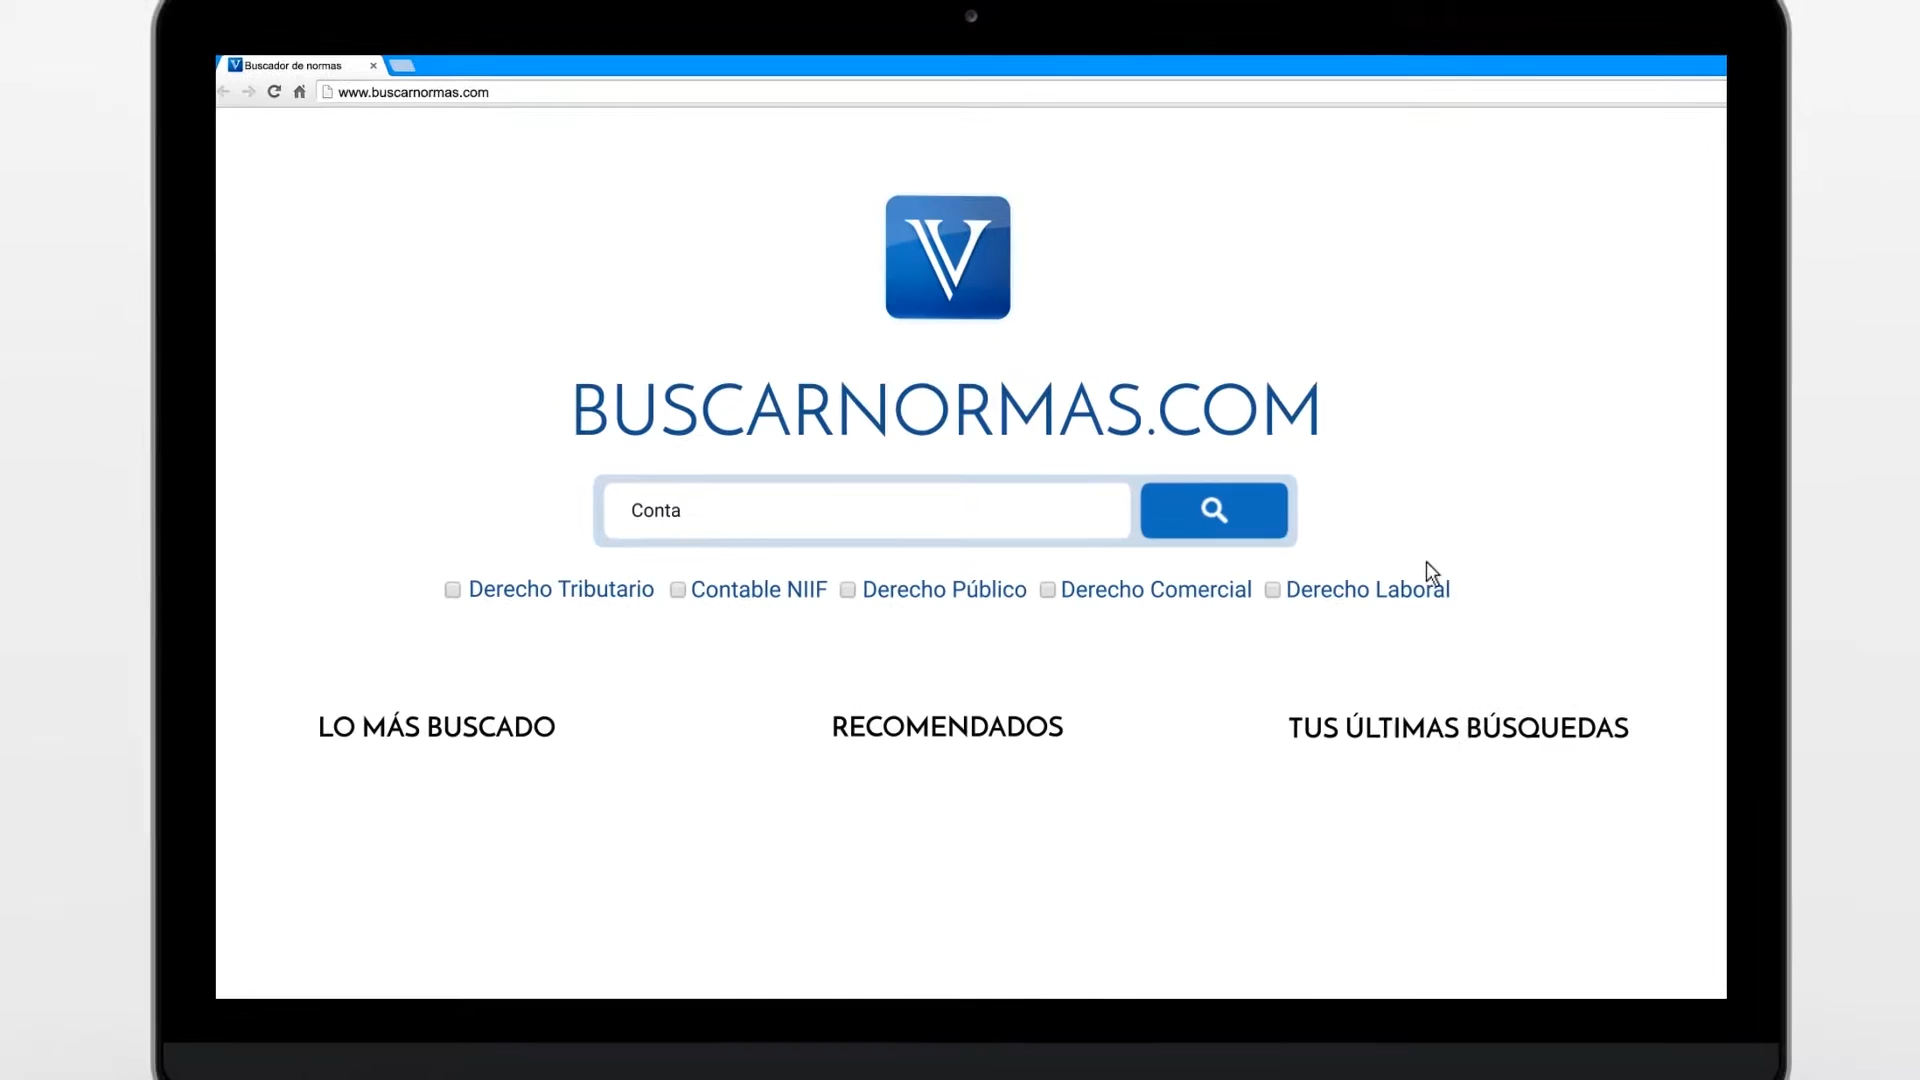 Buscador de normas
www.buscarnormas.com
V
BUSCARNORMAS.COM
Conta
Derecho Tributario Contable NIIF Derecho Público Derecho Comercial Derecho Laboral
LO MÁS BUSCADO RECOMENDADOS TUS ÚLTIMAS BÚSQUEDAS